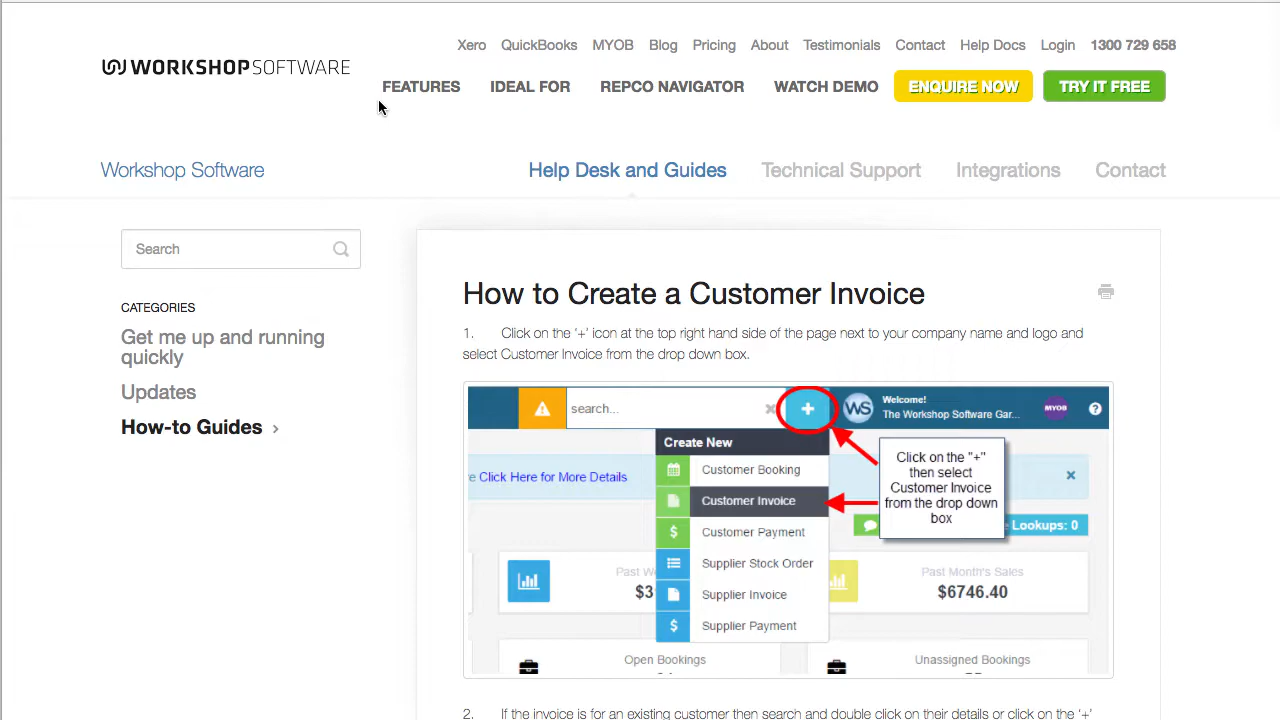 Xero QuickBooks MYOB Blog Pricing About Testimonials Contact Help Docs Login 1300 729 658
WORKSHOPSOFTWARE
FEATURES IDEAL FOR REPCO NAVIGATOR WATCH DEMO ENQUIRE NOW TRY IT FREE
Workshop Software
Help Desk and Guides Technical Support Integrations Contact
Search
CATEGORIES
Get me up and running
quickly
Updates
How-to Guides ›
How to Create a Customer Invoice
1. Click on the '+' icon at the top right hand side of the page next to your company name and logo and
select Customer Invoice from the drop down box.
search...
+
WS
Welcome!
The Workshop Software Gar...
MYOB
?
Create New
Customer Booking
Customer Invoice
Customer Payment
Supplier Stock Order
Supplier Invoice
Supplier Payment
Click on the "+"
then select
Customer Invoice
from the drop down
box
Click Here for More Details
Lookups: 0
Past
$3
Past Month's Sales
$6746.40
Open Bookings
Unassigned Bookings
2. If the invoice is for an existing customer then search and double click on their details or click on the '+'